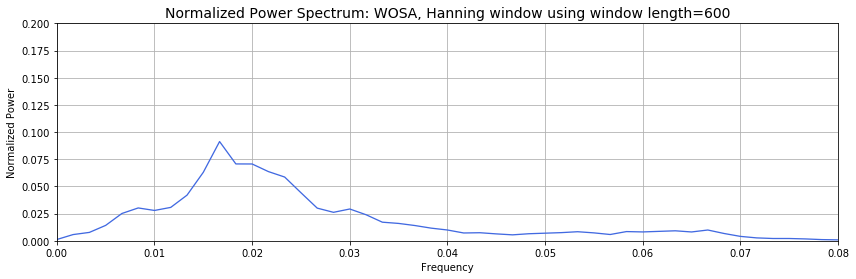 Normalized Power Spectrum: WOSA, Hanning window using window length=600
Normalized Power
0.200
0.175
0.150
0.125
0.100
0.075
0.050
0.025
0.000
0.00 0.01 0.02 0.03 0.04 0.05 0.06 0.07 0.08
Frequency